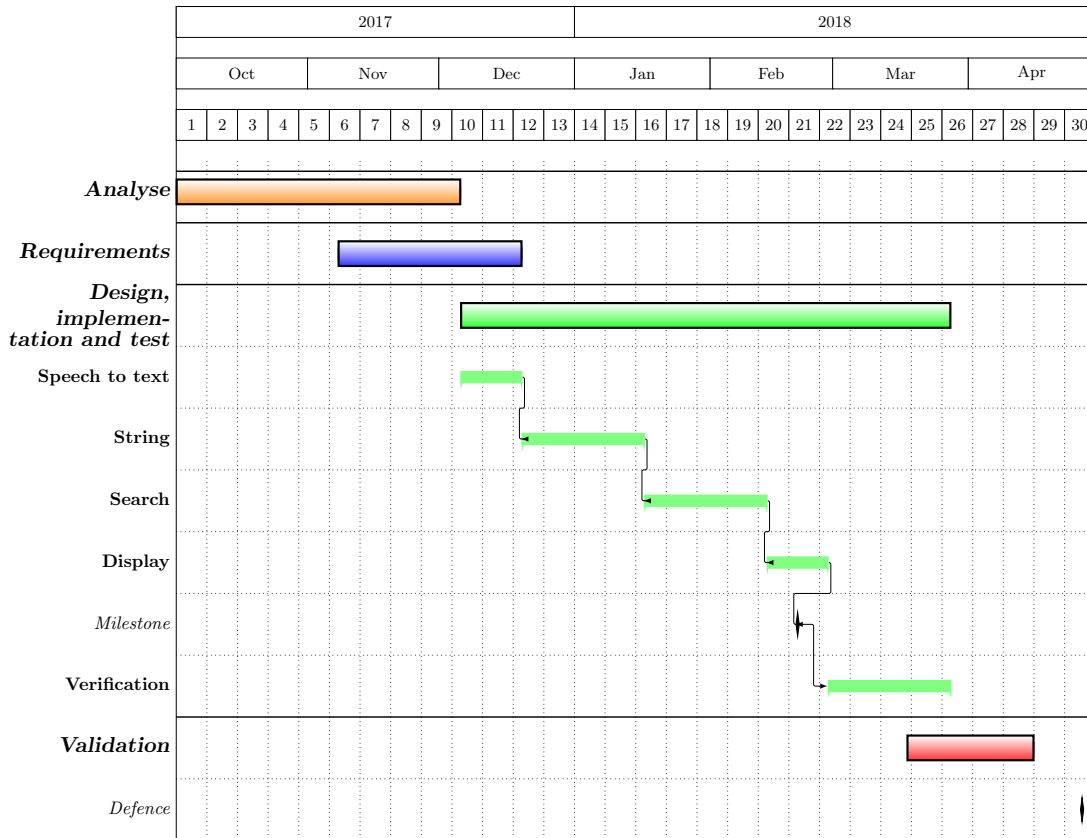 2017 2018
Oct Nov Dec Jan Feb Mar Apr
1 2 3 4 5 6 7 8 9 10 11 12 13 14 15 16 17 18 19 20 21 22 23 24 25 26 27 28 29 30
Analyse
Requirements
Design,
implemen-
tation and test
Speech to text
String
Search
Display
Milestone
Verification
Validation
Defence